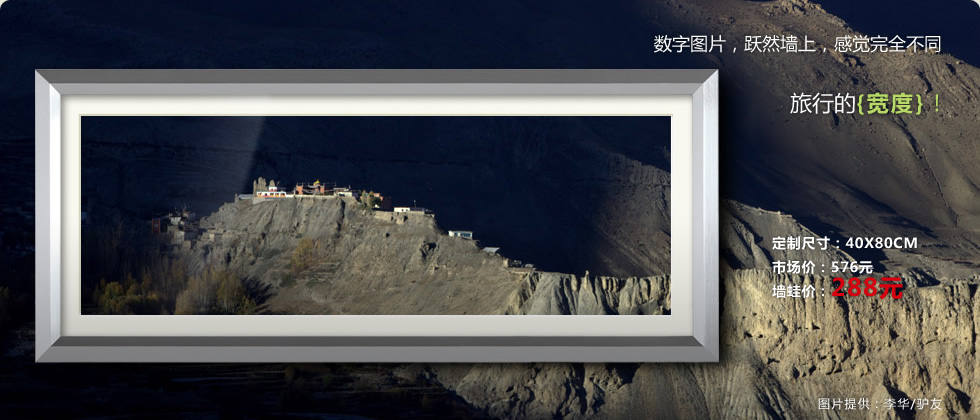 数字图片，跃然墙上，感觉完全不同
旅行的{宽度}！
定制尺寸：40X80CM
市场价：576元
墙蛙价：288元
图片提供：李华/驴友